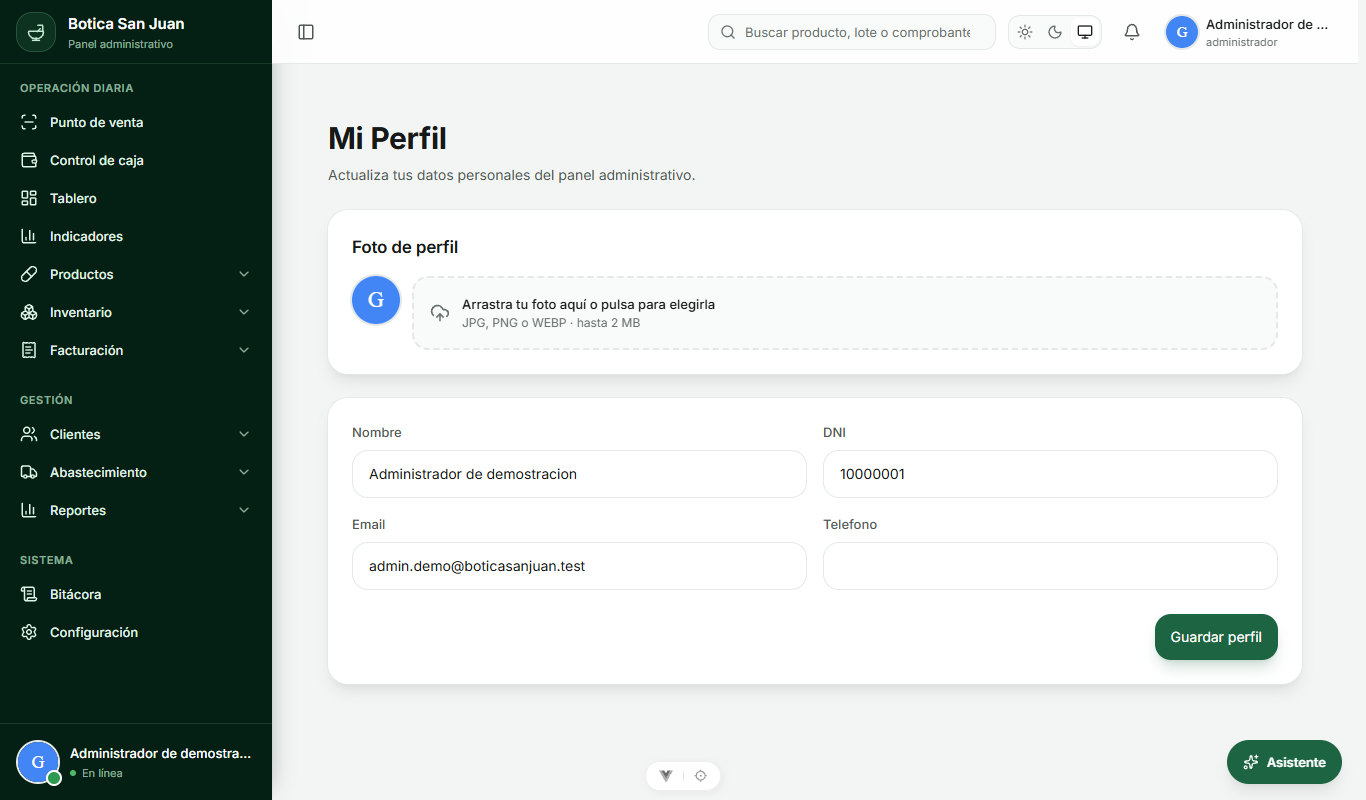 Botica San Juan
Panel administrativo
OPERACIÓN DIARIA
Punto de venta
Control de caja
Tablero
Indicadores
Productos
Inventario
Facturación
GESTIÓN
Clientes
Abastecimiento
Reportes
SISTEMA
Bitácora
Configuración
G
Administrador de demostra...
En línea
Buscar producto, lote o comprobante
G
Administrador de ...
administrador
Mi Perfil
Actualiza tus datos personales del panel administrativo.
Foto de perfil
G
Arrastra tu foto aquí o pulsa para elegirla
JPG, PNG o WEBP · hasta 2 MB
Nombre
DNI
Administrador de demostracion
10000001
Email
Telefono
admin.demo@boticasanjuan.test
Guardar perfil
Asistente